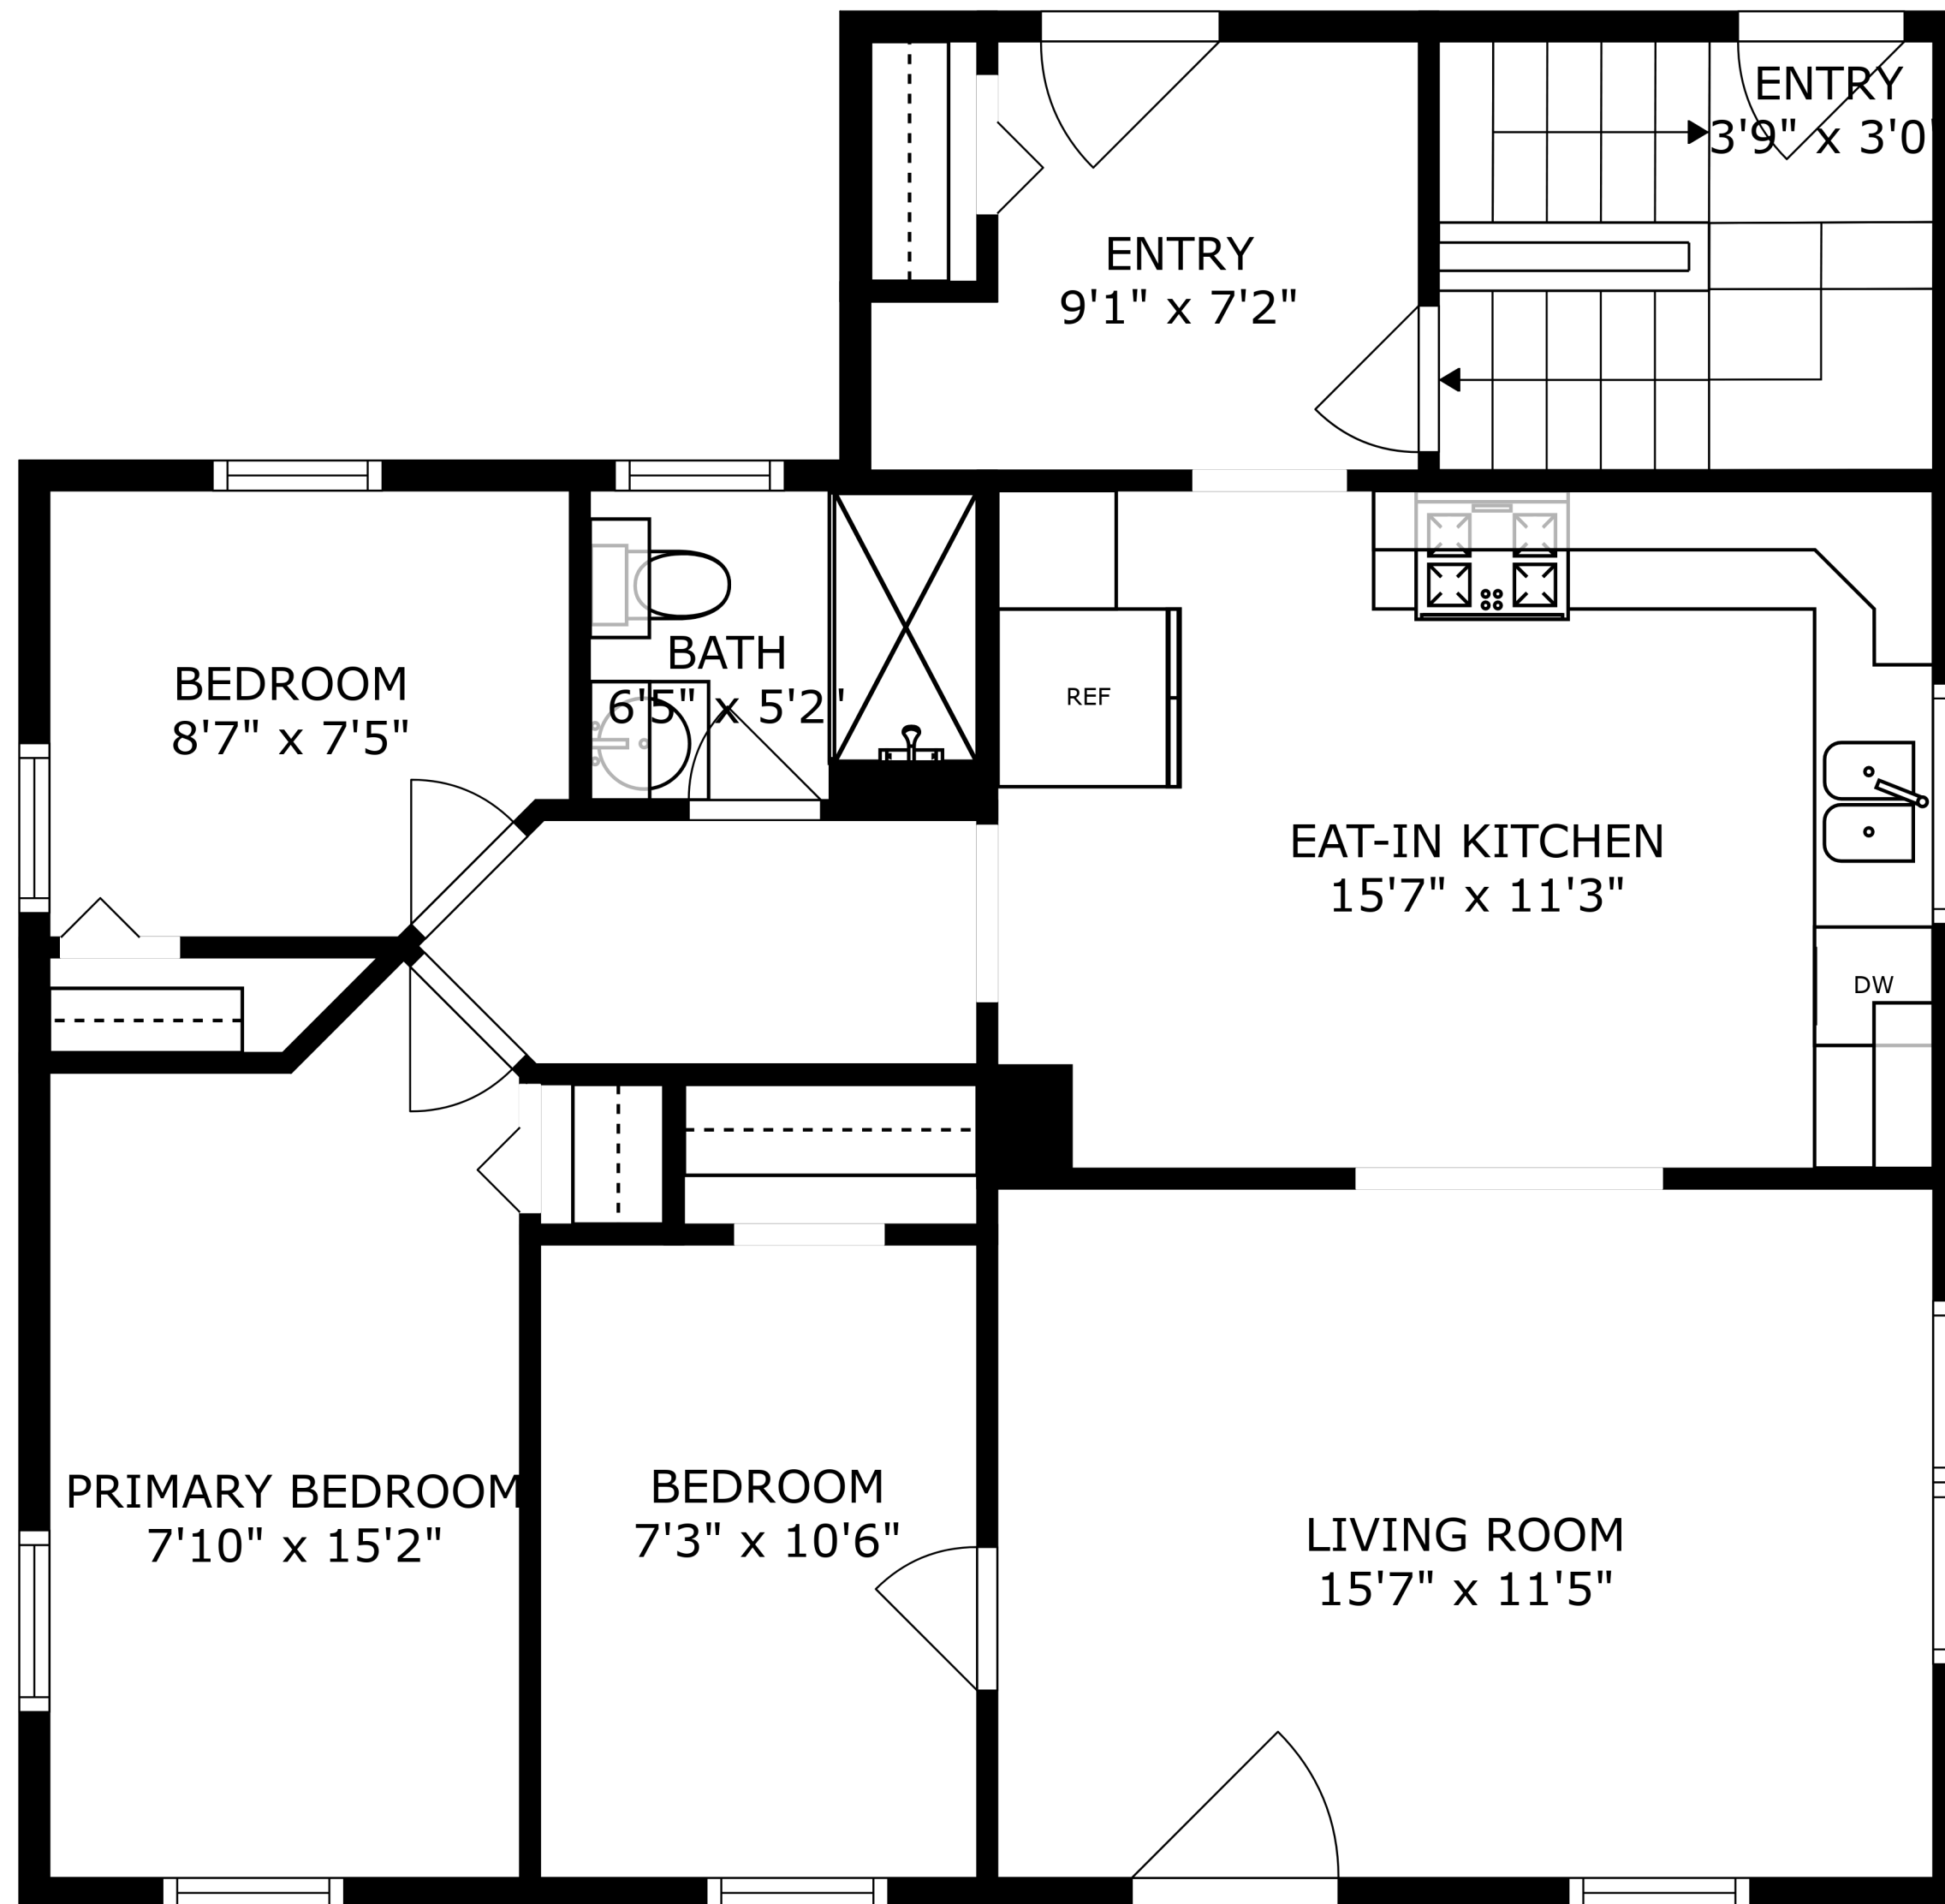 ENTRY
3'9" x 3'0
ENTRY
9'1" x 7'2"
BEDROOM
8'7" x 7'5"
BATH
6'5" x 5'2"
REF
EAT-IN KITCHEN
15'7" x 11'3"
DW
PRIMARY BEDROOM
7'10" x 15'2"
BEDROOM
7'3" x 10'6"
LIVING ROOM
15'7" x 11'5"